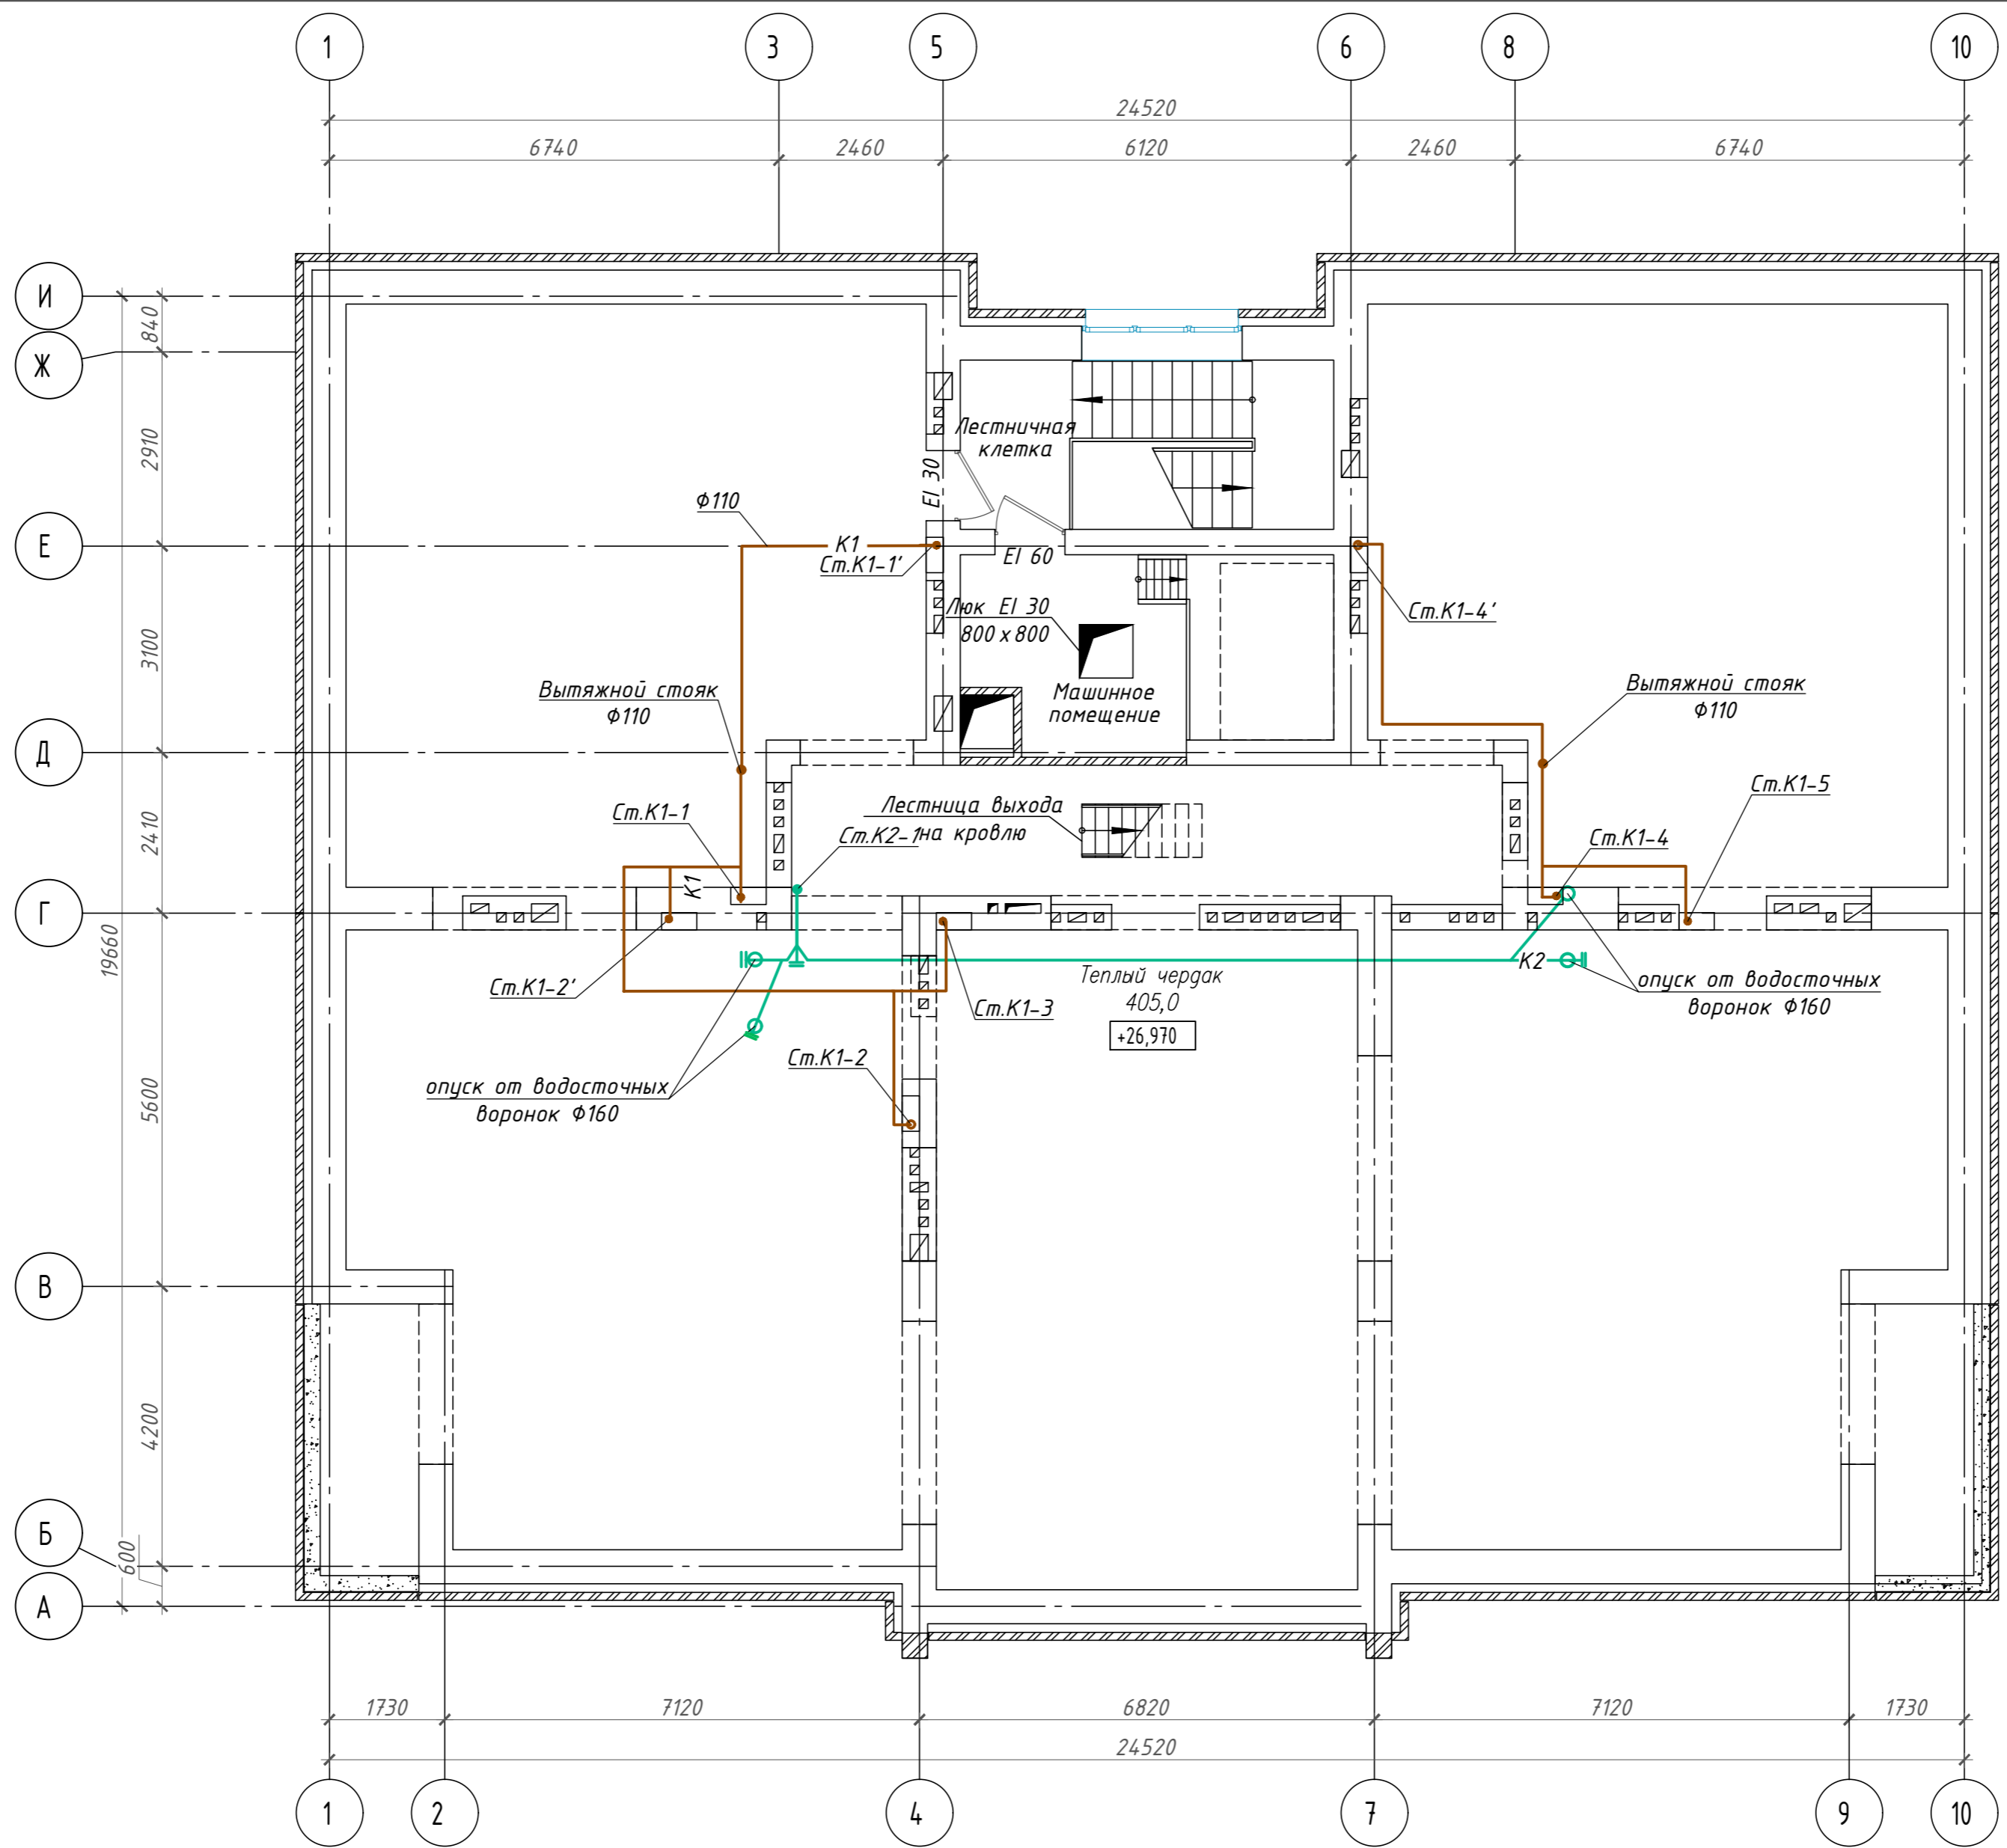 1
3
5
6
8
10
24520
6740
2460
6120
2460
6740
И
Ж
Е
Д
Г
В
Б
А
840
2910
3100
2410
5600
4200
600
19660
Лестничная
клетка
EI 30
EI 60
Ф110
К1
Ст.К1-1'
Люк EI 30
800 х 800
Ст.К1-4'
Машинное
помещение
Вытяжной стояк
Ф110
Вытяжной стояк
Ф110
Ст.К1-1
Лестница выхода
на кровлю
Ст.К2-1
Ст.К1-5
Ст.К1-4
К1
Ст.К1-2'
Ст.К1-3
Теплый чердак
405,0
+26,970
К2
опуск от водосточных
воронок Ф160
Ст.К1-2
опуск от водосточных
воронок Ф160
1730
7120
6820
7120
1730
24520
1
2
4
7
9
10